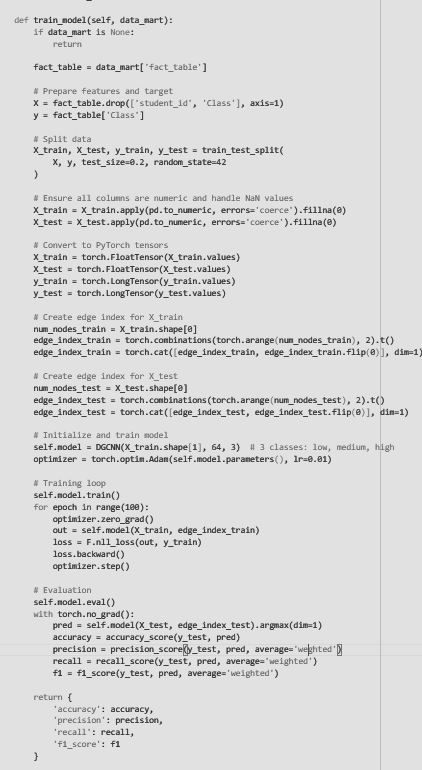 def train_model(self, data_mart):
    if data_mart is None:
        return

    fact_table = data_mart['fact_table']

    # Prepare features and target
    X = fact_table.drop(['student_id', 'Class'], axis=1)
    y = fact_table['Class']

    # Split data
    X_train, X_test, y_train, y_test = train_test_split(
        X, y, test_size=0.2, random_state=42
    )

    # Ensure all columns are numeric and handle NaN values
    X_train = X_train.apply(pd.to_numeric, errors='coerce').fillna(0)
    X_test = X_test.apply(pd.to_numeric, errors='coerce').fillna(0)

    # Convert to PyTorch tensors
    X_train = torch.FloatTensor(X_train.values)
    X_test = torch.FloatTensor(X_test.values)
    y_train = torch.LongTensor(y_train.values)
    y_test = torch.LongTensor(y_test.values)

    # Create edge index for X_train
    num_nodes_train = X_train.shape[0]
    edge_index_train = torch.combinations(torch.arange(num_nodes_train), 2).t()
    edge_index_train = torch.cat([edge_index_train, edge_index_train.flip(0)], dim=1)

    # Create edge index for X_test
    num_nodes_test = X_test.shape[0]
    edge_index_test = torch.combinations(torch.arange(num_nodes_test), 2).t()
    edge_index_test = torch.cat([edge_index_test, edge_index_test.flip(0)], dim=1)

    # Initialize and train model
    self.model = DGCNN(X_train.shape[1], 64, 3)  # 3 classes: low, medium, high
    optimizer = torch.optim.Adam(self.model.parameters(), lr=0.01)

    # Training loop
    self.model.train()
    for epoch in range(100):
        optimizer.zero_grad()
        out = self.model(X_train, edge_index_train)
        loss = F.nll_loss(out, y_train)
        loss.backward()
        optimizer.step()

    # Evaluation
    self.model.eval()
    with torch.no_grad():
        pred = self.model(X_test, edge_index_test).argmax(dim=1)
        accuracy = accuracy_score(y_test, pred)
        precision = precision_score(y_test, pred, average='weighted')
        recall = recall_score(y_test, pred, average='weighted')
        f1 = f1_score(y_test, pred, average='weighted')

    return {
        'accuracy': accuracy,
        'precision': precision,
        'recall': recall,
        'f1_score': f1
    }